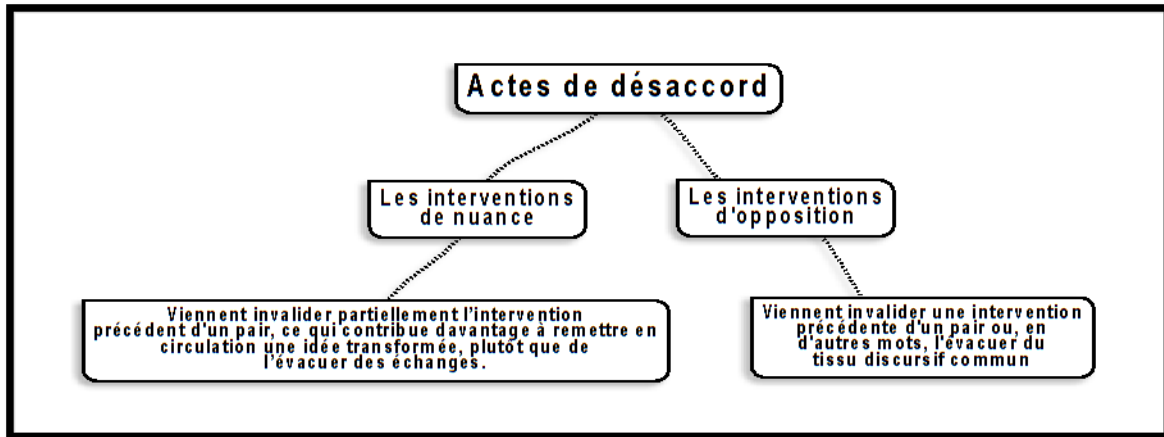 Actes de désaccord
Les interventions
de nuance
Les interventions
d'opposition
Viennent invalider partiellement l'intervention
précédent d'un pair, ce qui contribue davantage à remettre en
circulation une idée transformée, plutôt que de
l'évacuer des échanges.
Viennent invalider une intervention
précédente d'un pair ou, en
d'autres mots, l'évacuer du
tissu discursif commun